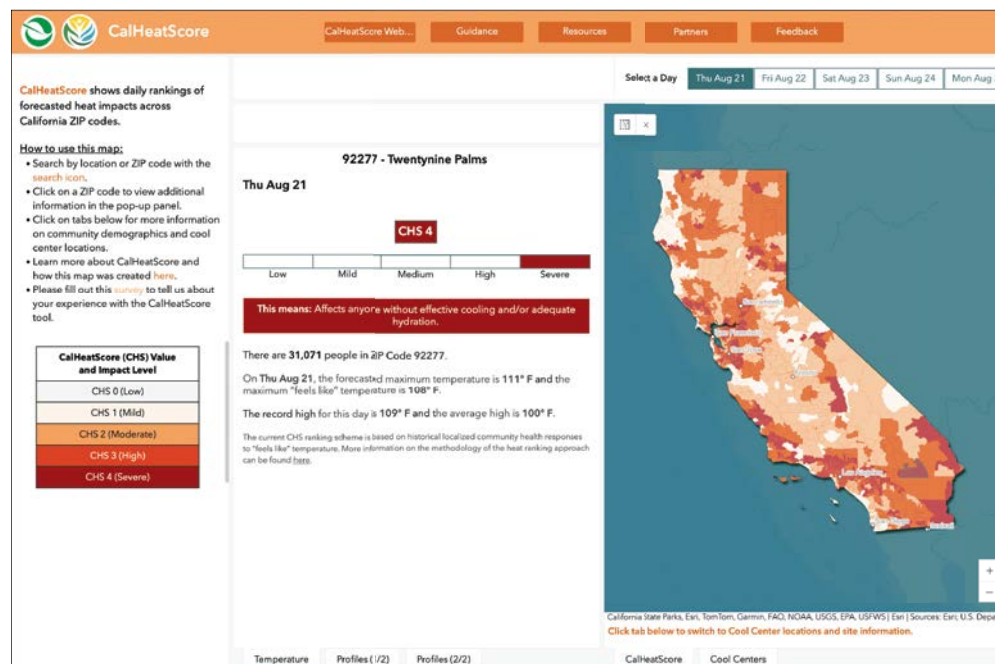 CalHeatScore
CalHeatScore Web...
Guidance
Resources
Partners
Feedback
CalHeatScore shows daily rankings of
forecasted heat impacts across
California ZIP codes.
How to use this map:
• Search by location or ZIP code with the
search icon.
• Click on a ZIP code to view additional
information in the pop-up panel.
• Click on tabs below for more information
on community demographics and cool
center locations.
• Learn more about CalHeatScore and
how this map was created here.
• Please fill out this survey to tell us about
your experience with the CalHeatScore
tool.
CalHeatScore (CHS) Value
and Impact Level
CHS 0 (Low)
CHS 1 (Mild)
CHS 2 (Moderate)
CHS 3 (High)
CHS 4 (Severe)
92277 - Twentynine Palms
Thu Aug 21
CHS 4
Low Mild Medium High Severe
This means: Affects anyone without effective cooling and/or adequate
hydration.
There are 31,071 people in ZIP Code 92277.
On Thu Aug 21, the forecasted maximum temperature is 111° F and the
maximum "feels like" temperature is 108° F.
The record high for this day is 109° F and the average high is 100° F.
The current CHS ranking scheme is based on historical localized community health responses
to "feels like" temperature. More information on the methodology of the heat ranking approach
can be found here.
Temperature
Profiles (1/2)
Profiles (2/2)
Select a Day
Thu Aug 21
Fri Aug 22
Sat Aug 23
Sun Aug 24
Mon Aug
Los Angeles
California State Parks, Esri, TomTom, Garmin, FAO, NOAA, USGS, EPA, USFWS | Esri | Sources: Esri; U.S. Depa
Click tab below to switch to Cool Center locations and site information.
CalHeatScore
Cool Centers